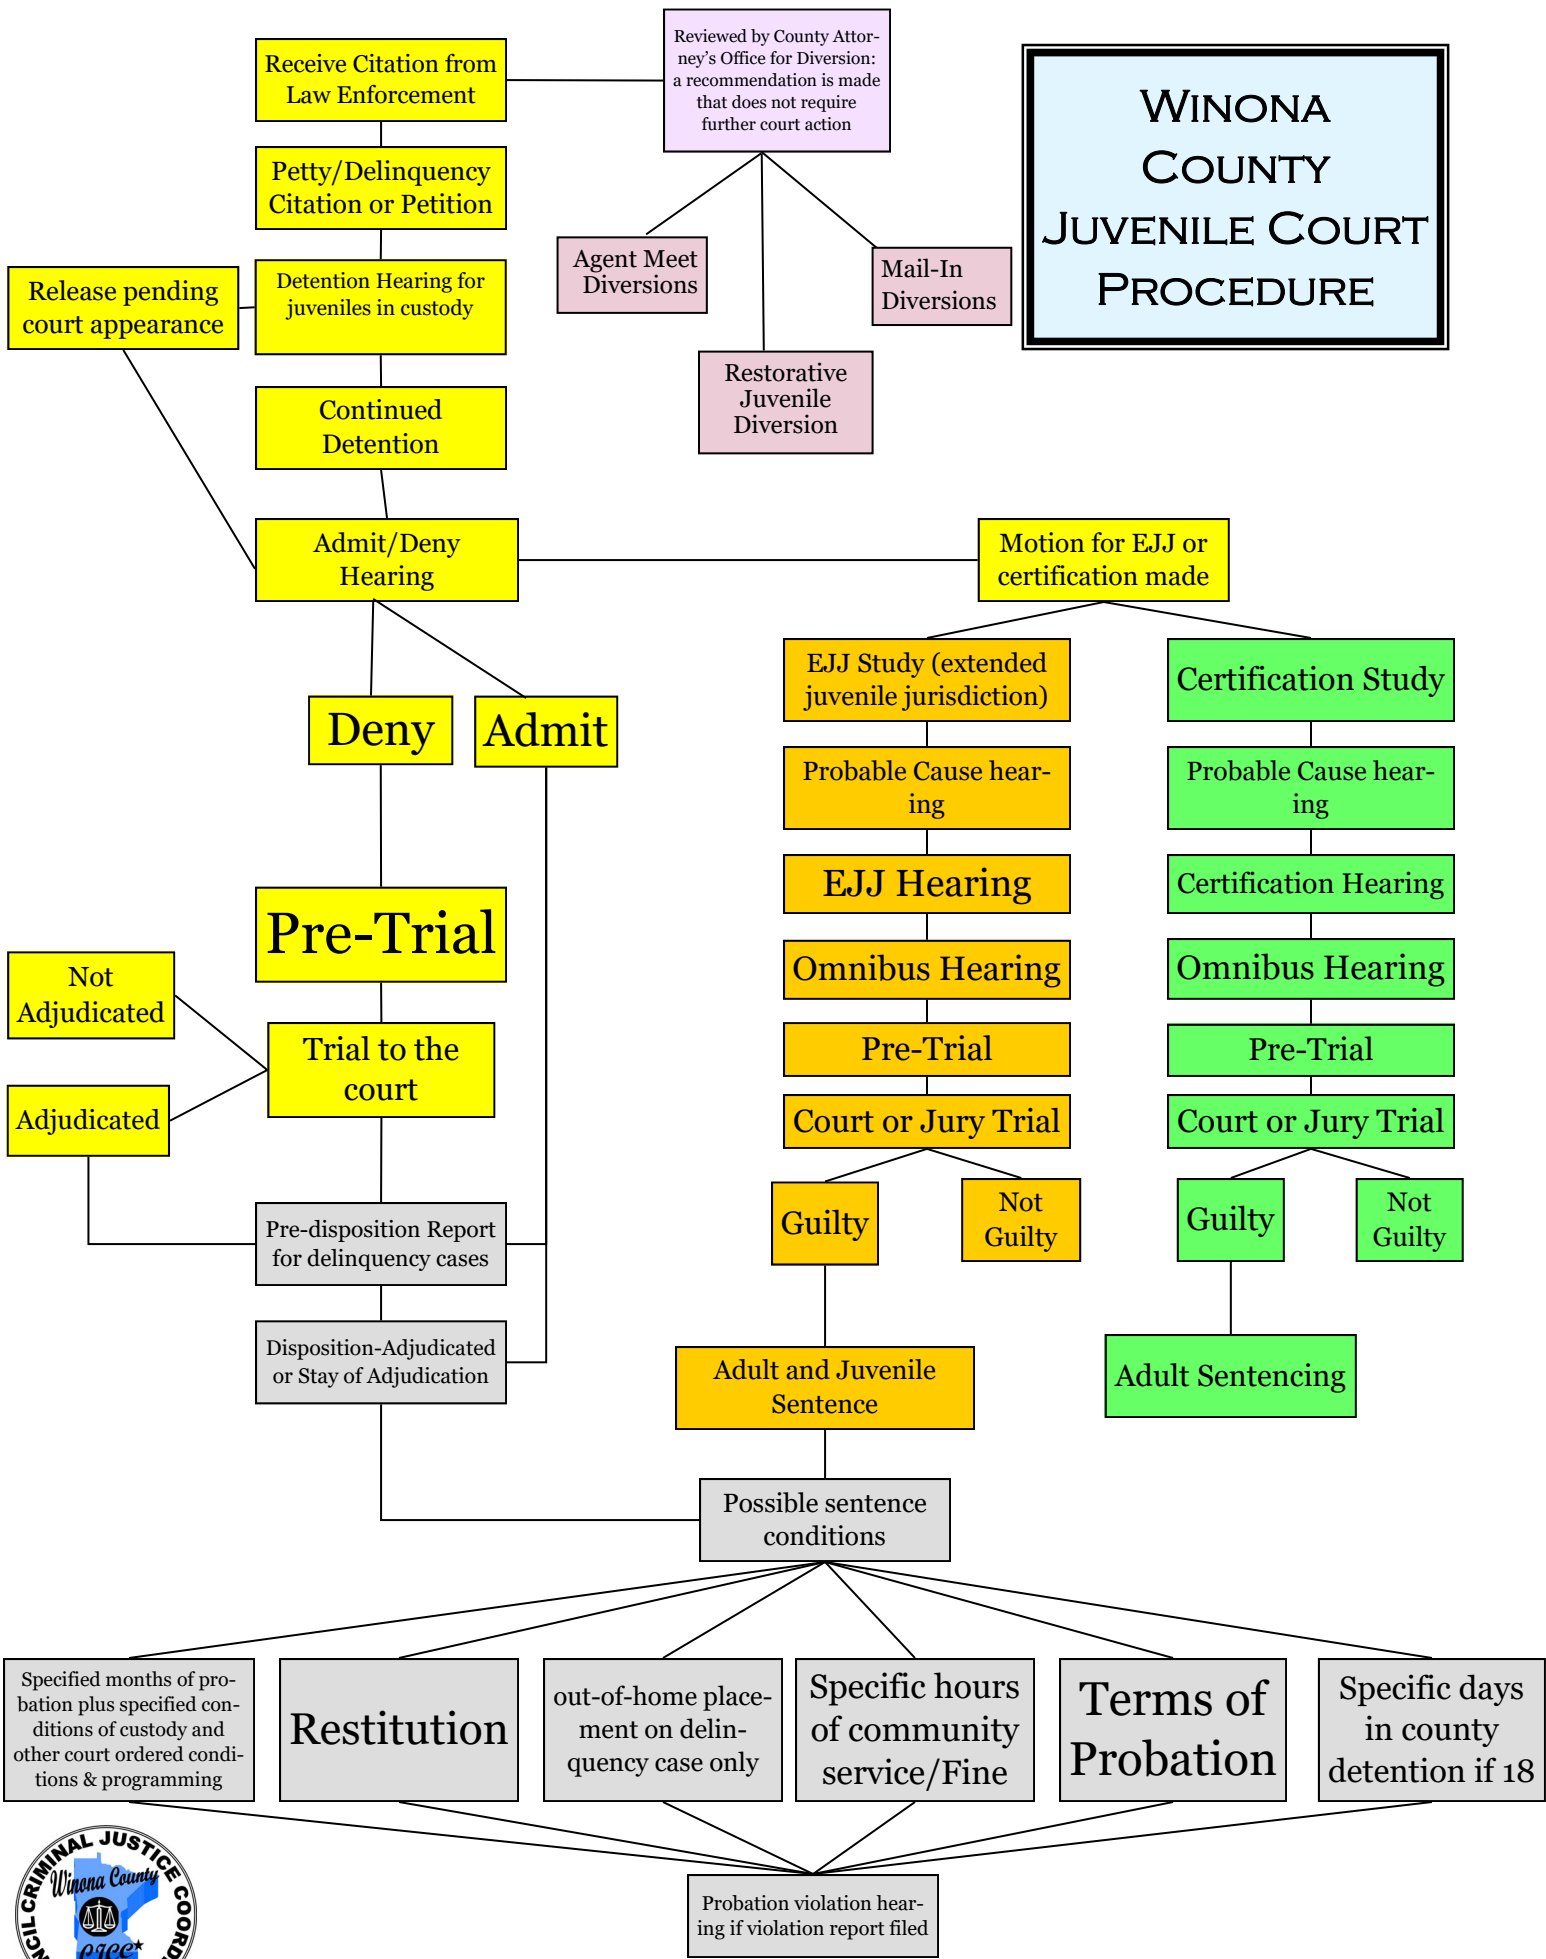 Receive Citation from
Law Enforcement
Reviewed by County Attor-
ney's Office for Diversion:
a recommendation is made
that does not require
further court action
WINONA
COUNTY
JUVENILE COURT
PROCEDURE
Petty/Delinquency
Citation or Petition
Agent Meet
Diversions
Mail-In
Diversions
Restorative
Juvenile
Diversion
Release pending
court appearance
Detention Hearing for
juveniles in custody
Continued
Detention
Admit/Deny
Hearing
Motion for EJJ or
certification made
Deny
Admit
EJJ Study (extended
juvenile jurisdiction)
Certification Study
Probable Cause hear-
ing
Probable Cause hear-
ing
Pre-Trial
EJJ Hearing
Certification Hearing
Not
Adjudicated
Omnibus Hearing
Omnibus Hearing
Trial to the
court
Pre-Trial
Pre-Trial
Adjudicated
Court or Jury Trial
Court or Jury Trial
Guilty
Not
Guilty
Guilty
Not
Guilty
Pre-disposition Report
for delinquency cases
Disposition-Adjudicated
or Stay of Adjudication
Adult and Juvenile
Sentence
Adult Sentencing
Possible sentence
conditions
Specified months of pro-
bation plus specified con-
ditions of custody and
other court ordered condi-
tions & programming
Restitution
out-of-home place-
ment on delin-
quency case only
Specific hours
of community
service/Fine
Terms of
Probation
Specific days
in county
detention if 18
Probation violation hear-
ing if violation report filed
CRIMINAL JUSTICE
Winona County
CJCC